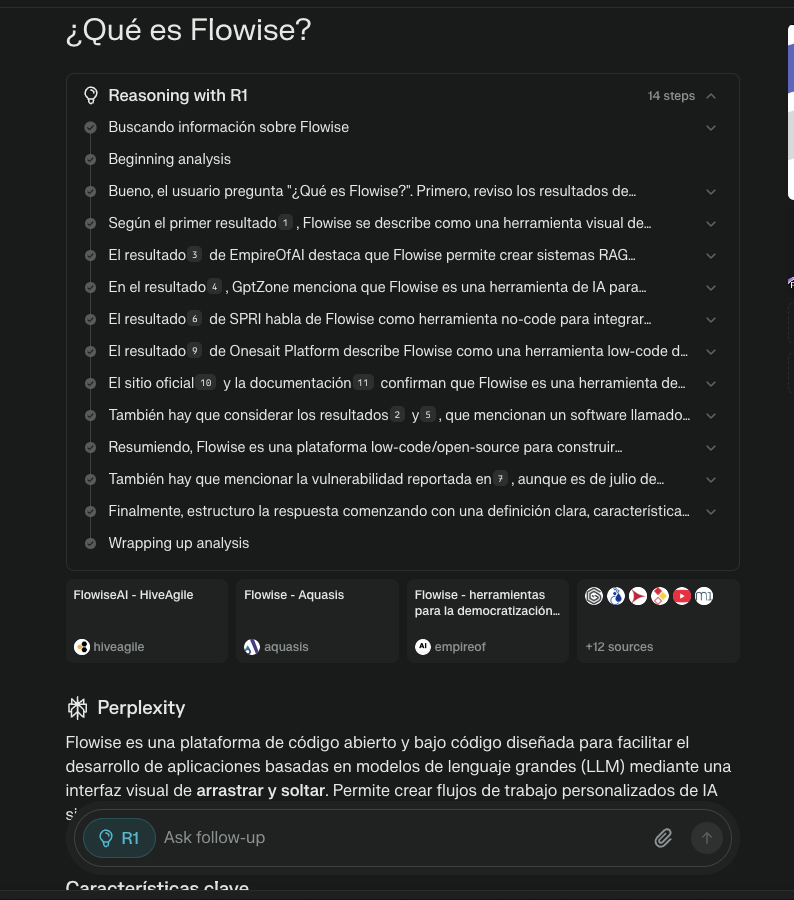 ¿Qué es Flowise?
Reasoning with R1
14 steps
Buscando información sobre Flowise
Beginning analysis
Bueno, el usuario pregunta "¿Qué es Flowise?". Primero, reviso los resultados de...
Según el primer resultado 1 , Flowise se describe como una herramienta visual de...
El resultado 3 de EmpireOfAI destaca que Flowise permite crear sistemas RAG...
En el resultado 4 , GptZone menciona que Flowise es una herramienta de IA para...
El resultado 6 de SPRI habla de Flowise como herramienta no-code para integrar...
El resultado 9 de Onesait Platform describe Flowise como una herramienta low-code d...
El sitio oficial 10 y la documentación 11 confirman que Flowise es una herramienta de...
También hay que considerar los resultados 2 y 5 , que mencionan un software llamado...
Resumiendo, Flowise es una plataforma low-code/open-source para construir...
También hay que mencionar la vulnerabilidad reportada en 7 , aunque es de julio de...
Finalmente, estructuro la respuesta comenzando con una definición clara, característica...
Wrapping up analysis
FlowiseAI - HiveAgile
hiveagile
Flowise - Aquasis
aquasis
Flowise - herramientas
para la democratización...
AI empireof
m1
+12 sources
Perplexity
Flowise es una plataforma de código abierto y bajo código diseñada para facilitar el
desarrollo de aplicaciones basadas en modelos de lenguaje grandes (LLM) mediante una
interfaz visual de arrastrar y soltar. Permite crear flujos de trabajo personalizados de IA
R1
Ask follow-up
Características clave